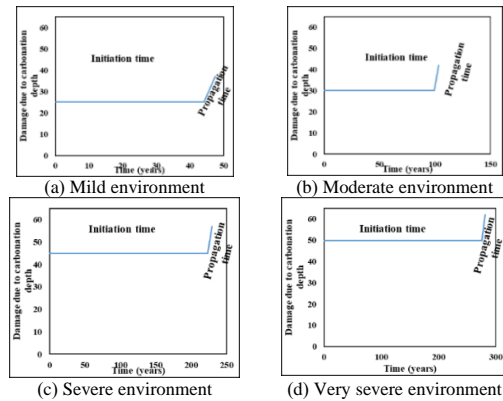 Damage due to carbonation
depth
60
50
40
30
20
10
0
Initiation time
Propagation
time
0 10 20 30 40 50
Time (years)
(a) Mild environment
Damage due to carbonation
depth
60
50
40
30
20
10
0
Initiation time
Propagation
time
0 50 100 150
Time (years)
(b) Moderate environment
Damage due to carbonation
depth
60
50
40
30
20
10
0
Initiation time
Propagation
time
0 50 100 150 200 250
Time (years)
(c) Severe environment
Damage due to carbonation
depth
60
50
40
30
20
10
0
Initiation time
Propagation
time
0 100 200 300
Time (years)
(d) Very severe environment